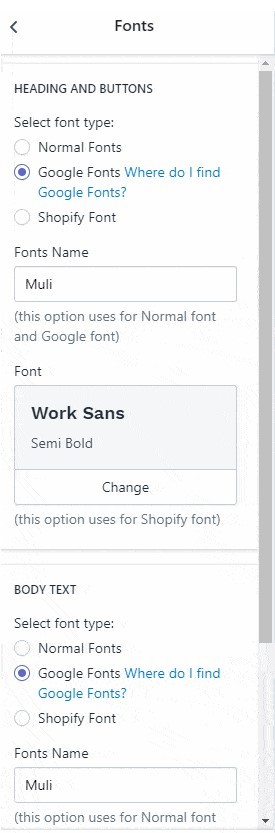 Fonts
HEADING AND BUTTONS
Select font type:
Normal Fonts
Google Fonts Where do I find
Google Fonts?
Shopify Font
Fonts Name
Muli
(this option uses for Normal font
and Google font)
Font
Work Sans
Semi Bold
Change
(this option uses for Shopify font)
BODY TEXT
Select font type:
Normal Fonts
Google Fonts Where do I find
Google Fonts?
Shopify Font
Fonts Name
Muli
(this option uses for Normal font